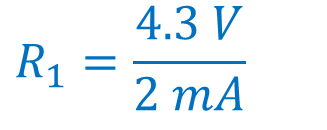 R₁ = 4.3 V / 2 mA